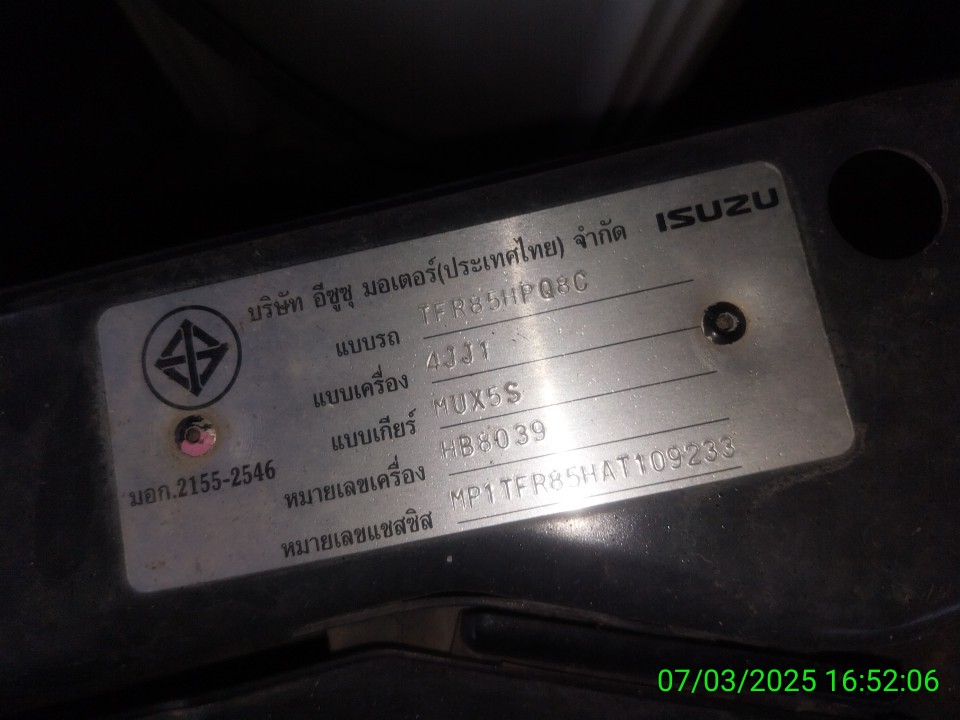 ISUZU
บริษัท อีซูซุ มอเตอร์(ประเทศไทย) จำกัด
แบบรถ TFR85HPQ8C
แบบเครื่อง 4JJ1
แบบเกียร์ MUX5S
หมายเลขเครื่อง HB8039
หมายเลขแชสซิส MP1TFR85HAT109233
มอก.2155-2546
07/03/2025 16:52:06